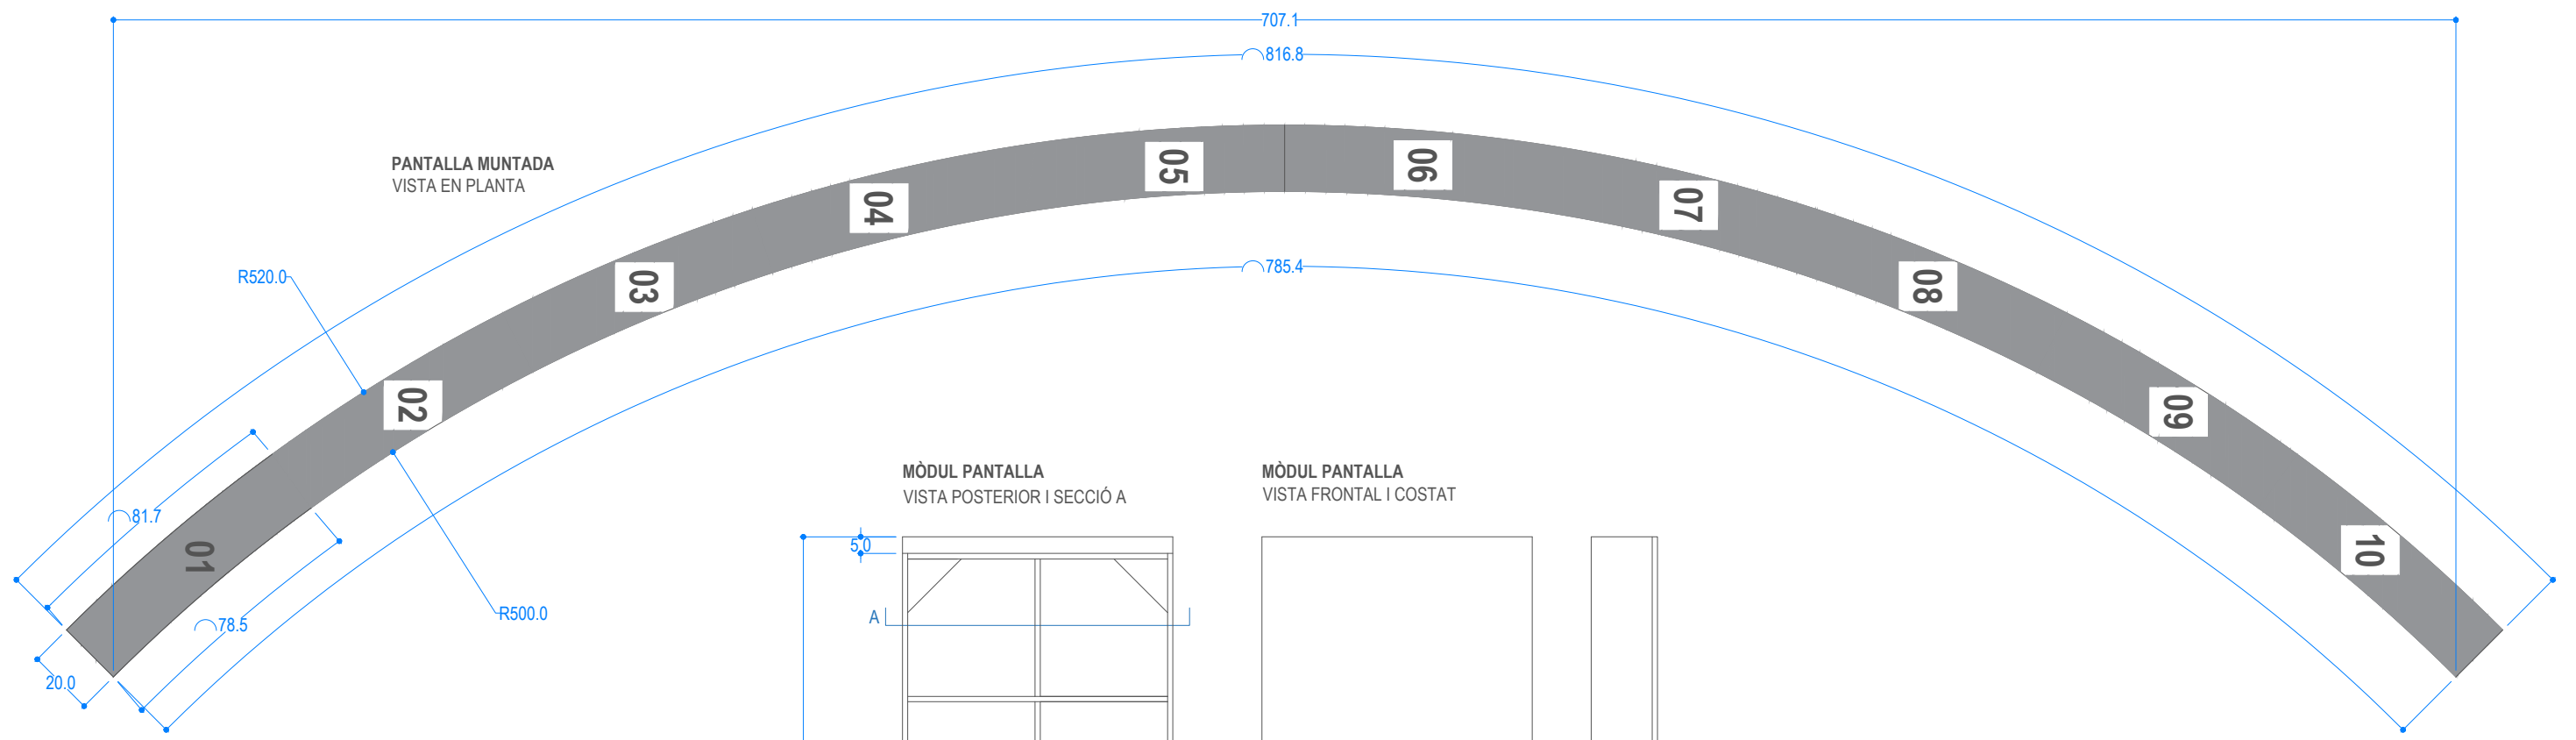 707.1
816.8
PANTALLA MUNTADA
VISTA EN PLANTA
05
06
04
07
R520.0
785.4
03
08
02
09
MÒDUL PANTALLA
VISTA POSTERIOR I SECCIÓ A
MÒDUL PANTALLA
VISTA FRONTAL I COSTAT
81.7
01
5.0
10
R500.0
A
78.5
20.0